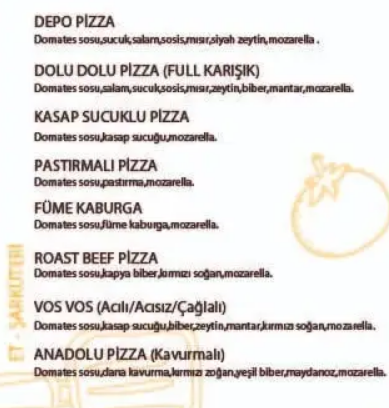 DEPO PİZZA
Domates sosu,sucuk,salam,sosis,mısır,siyah zeytin,mozarella .
DOLU DOLU PİZZA (FULL KARIŞIK)
Domates sosu,salam,sucuk,sosis,mısır,zeytin,biber,mantar,mozarella.
KASAP SUCUKLU PİZZA
Domates sosu,kasap sucuğu,mozarella.
PASTIRMALI PİZZA
Domates sosu,pastırma,mozarella.
FÜME KABURGA
Domates sosu,füme kaburga,mozarella.
ROAST BEEF PİZZA
Domates sosu,kapya biber,kırmızı soğan,mozarella.
VOS VOS (Acılı/Acısız/Çağlalı)
Domates sosu,kasap sucuğu,biber,zeytin,mantar,kırmızı soğan,mozarella.
ANADOLU PİZZA (Kavurmalı)
Domates sosu,dana kavurma,kırmızı zoğan,yeşil biber,maydanoz,mozarella.
ET - ŞARKÜTERİ